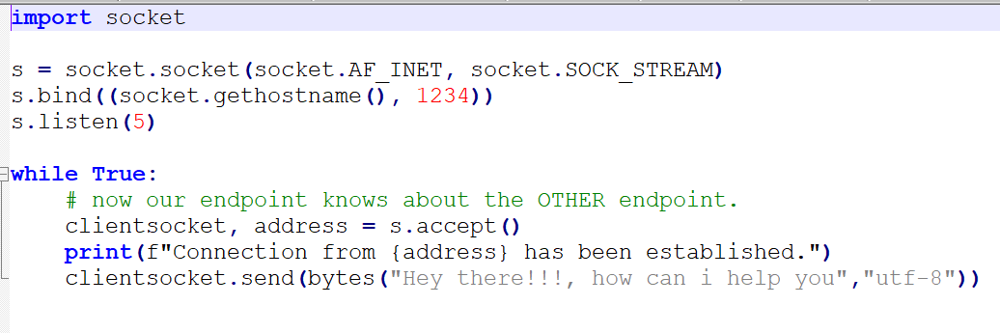 import socket
s = socket.socket(socket.AF_INET, socket.SOCK_STREAM)
s.bind((socket.gethostname(), 1234))
s.listen(5)
while True:
    # now our endpoint knows about the OTHER endpoint.
    clientsocket, address = s.accept()
    print(f"Connection from {address} has been established.")
    clientsocket.send(bytes("Hey there!!!, how can i help you","utf-8"))